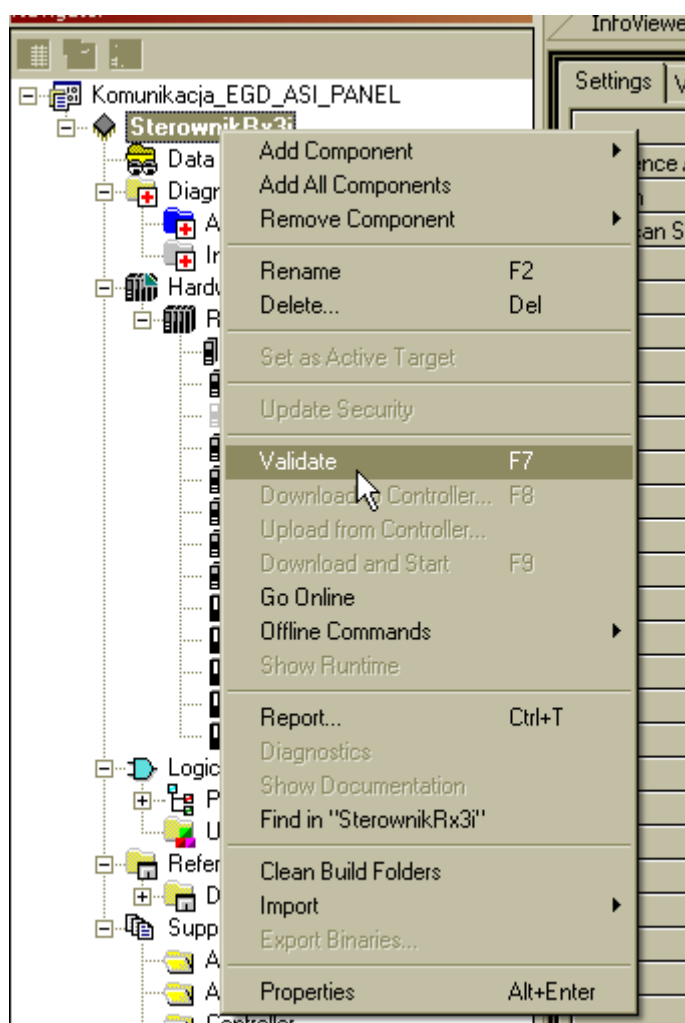 InfoViewe
Komunikacja_EGD_ASI_PANEL
Settings
SterownikRx3i
Data
Add Component
Add All Components
Remove Component
Rename F2
Delete... Del
Set as Active Target
Update Security
Validate F7
Download to Controller... F8
Upload from Controller...
Download and Start F9
Go Online
Offline Commands
Show Runtime
Report... Ctrl+T
Diagnostics
Show Documentation
Find in "SterownikRx3i"
Clean Build Folders
Import
Export Binaries...
Properties Alt+Enter
Diagn
Hardw
R
Logic
P
U
Refer
D
Supp
A
A